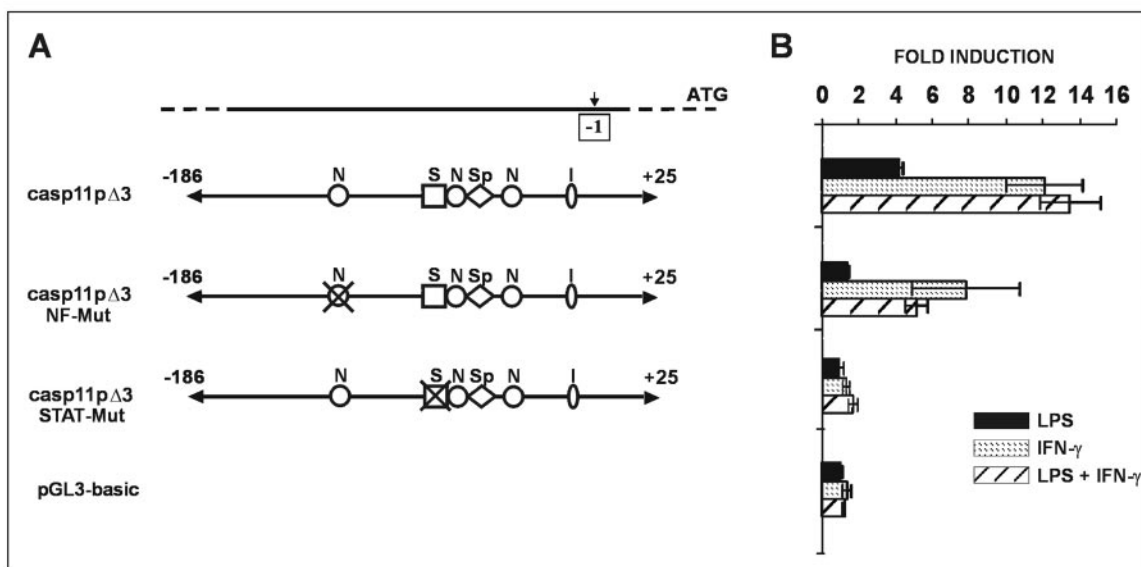 A
ATG
-1
casp11pΔ3
-186 N S N Sp N I +25
casp11pΔ3
NF-Mut
-186 N S N Sp N I +25
casp11pΔ3
STAT-Mut
-186 N S N Sp N I +25
pGL3-basic
B
FOLD INDUCTION
0 2 4 6 8 10 12 14 16
LPS
IFN-γ
LPS + IFN-γ